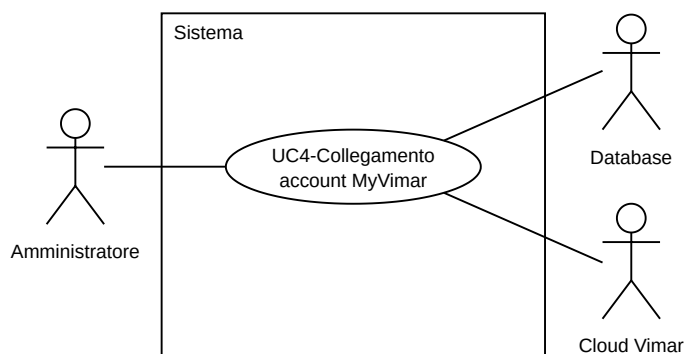 Sistema
UC4-Collegamento
account MyVimar
Database
Amministratore
Cloud Vimar